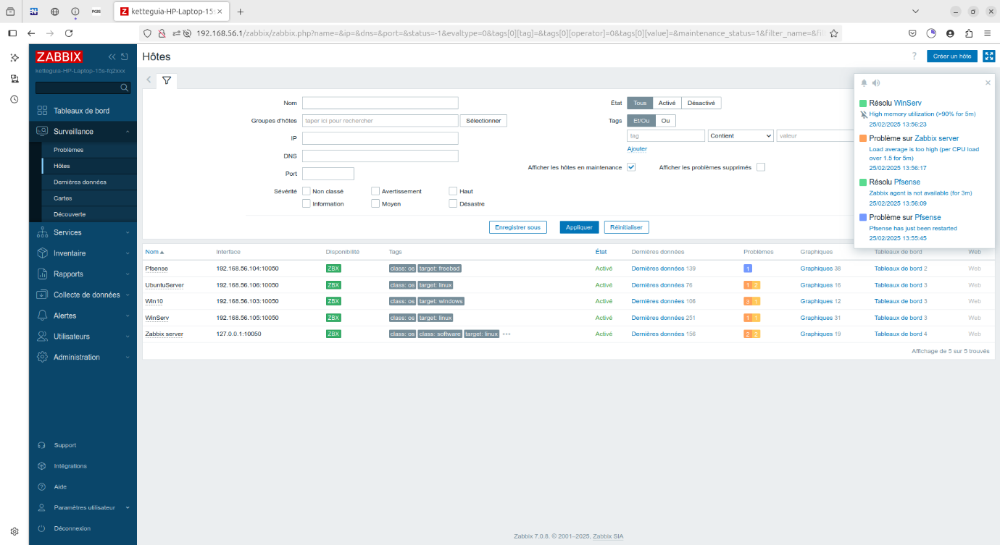 ketteguia-HP-Laptop-15s
192.168.56.1/zabbix/zabbix.php?name=&ip=&dns=&port=&status=-1&evaltype=0&tags[0][tag]=&tags[0][operator]=0&tags[0][value]=&maintenance_status=1&filter_name=&fil
ZABBIX
ketteguia-HP-Laptop-15s-fq2xxx
Tableaux de bord
Surveillance
Problèmes
Hôtes
Dernières données
Cartes
Découverte
Services
Inventaire
Rapports
Collecte de données
Alertes
Utilisateurs
Administration
Support
Intégrations
Aide
Paramètres utilisateur
Déconnexion
Hôtes
? Créer un hôte
Nom
Groupes d'hôtes taper ici pour rechercher Sélectionner
IP
DNS
Port
Sévérité Non classé Avertissement Haut
Information Moyen Désastre
État Tous Activé Désactivé
Tags Et/Ou Ou
tag Contient valeur
Ajouter
Afficher les hôtes en maintenance Afficher les problèmes supprimés
Enregistrer sous Appliquer Réinitialiser
Résolu WinServ
High memory utilization (>90% for 5m)
25/02/2025 13:56:23
Problème sur Zabbix server
Load average is too high (per CPU load
over 1.5 for 5m)
25/02/2025 13:56:17
Résolu Pfsense
Zabbix agent is not available (for 3m)
25/02/2025 13:56:09
Problème sur Pfsense
Pfsense has just been restarted
25/02/2025 13:55:45
Nom Interface Disponibilité Tags État Dernières données Problèmes Graphiques Tableaux de bord Web
Pfsense 192.168.56.104:10050 ZBX class: os target: freebsd Activé Dernières données 139 1 Graphiques 38 Tableaux de bord 2 Web
UbuntuServer 192.168.56.106:10050 ZBX class: os target: linux Activé Dernières données 76 1 2 Graphiques 16 Tableaux de bord 3 Web
Win10 192.168.56.103:10050 ZBX class: os target: windows Activé Dernières données 106 3 1 Graphiques 12 Tableaux de bord 3 Web
WinServ 192.168.56.105:10050 ZBX class: os target: linux Activé Dernières données 251 1 1 Graphiques 31 Tableaux de bord 3 Web
Zabbix server 127.0.0.1:10050 ZBX class: os class: software target: linux ••• Activé Dernières données 156 2 2 Graphiques 19 Tableaux de bord 4 Web
Affichage de 5 sur 5 trouvés
Zabbix 7.0.8. © 2001–2025, Zabbix SIA